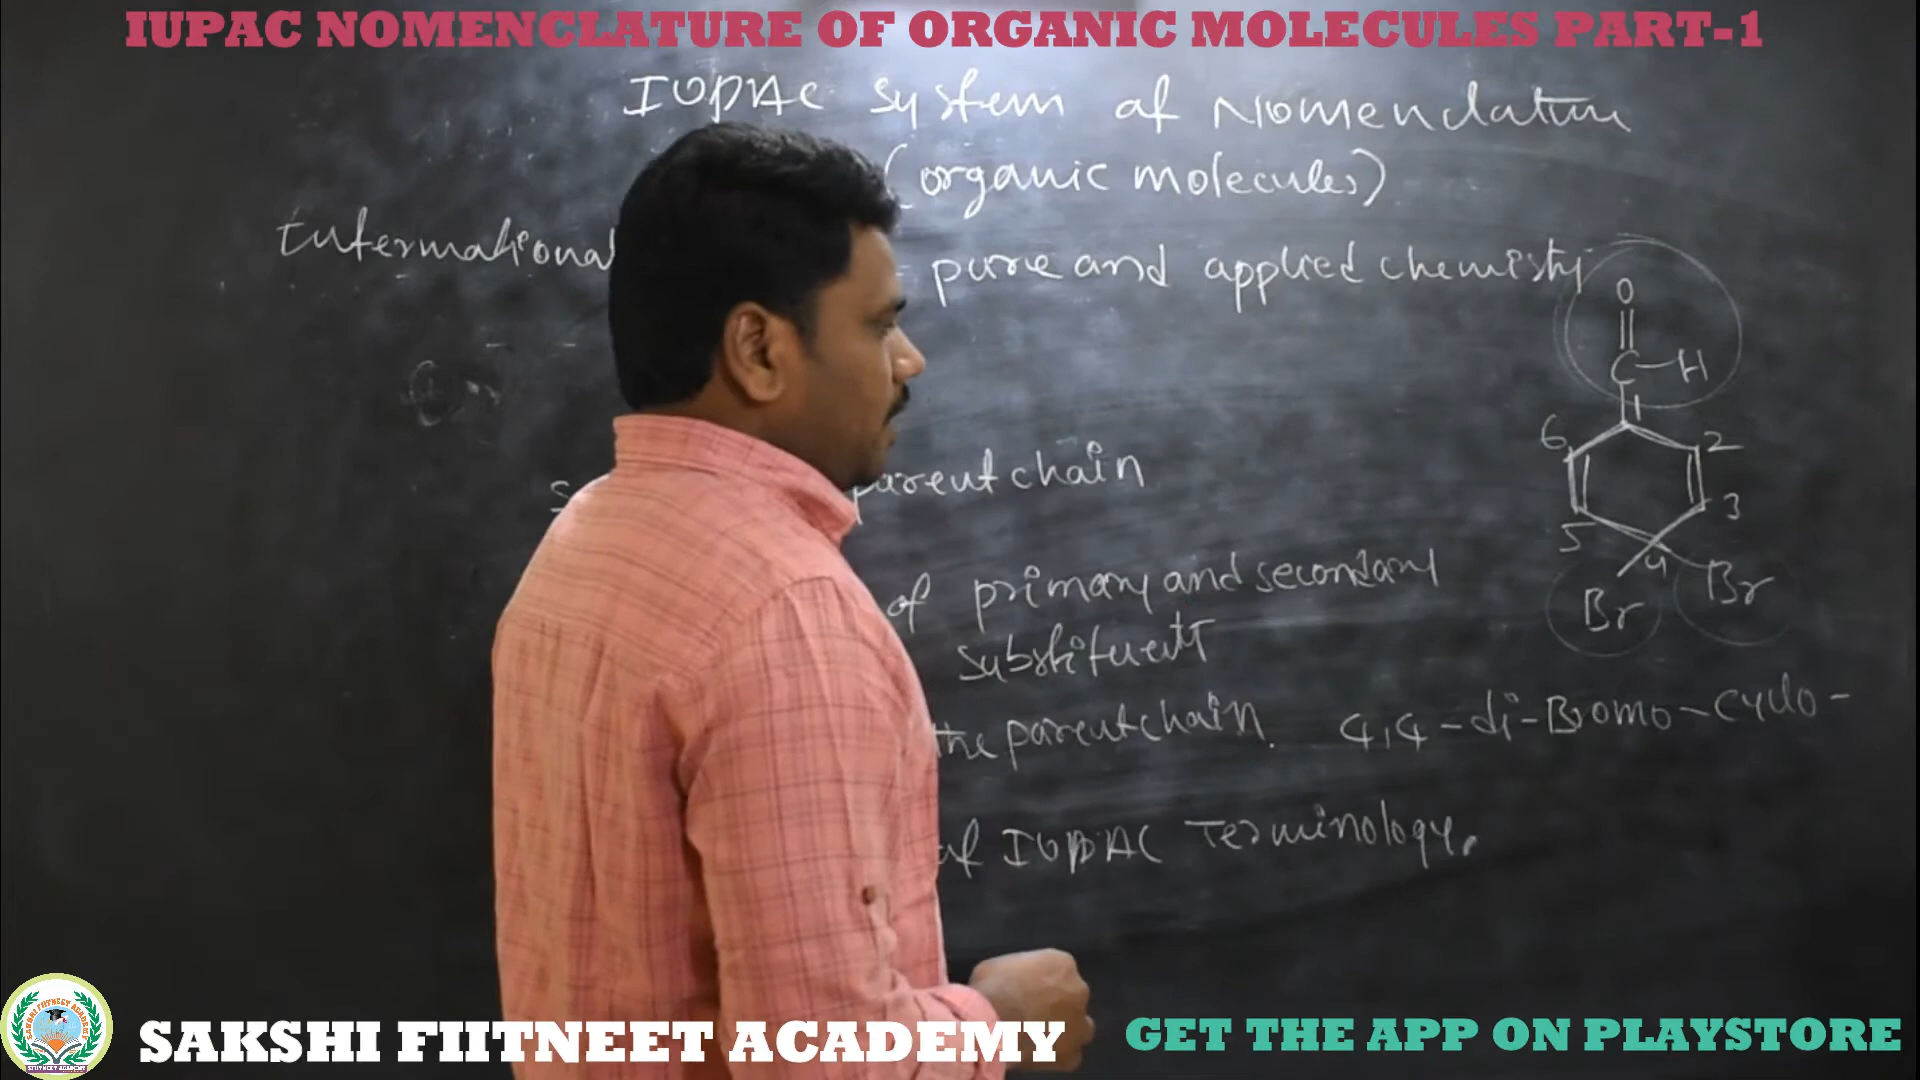 IUPAC NOMENCLATURE OF ORGANIC MOLECULES PART-1
IUPAC System of Nomenclature
(organic molecules)
International
pure and applied chemisty
O
C-H
6
2
parent chain
5
3
4
Br
Br
of primary and secondary
substituent
the parent chain.
4,4-di-Bromo-cyclo-
of IUPAC Terminology.
SAKSHI FIITNEET ACADEMY
GET THE APP ON PLAYSTORE